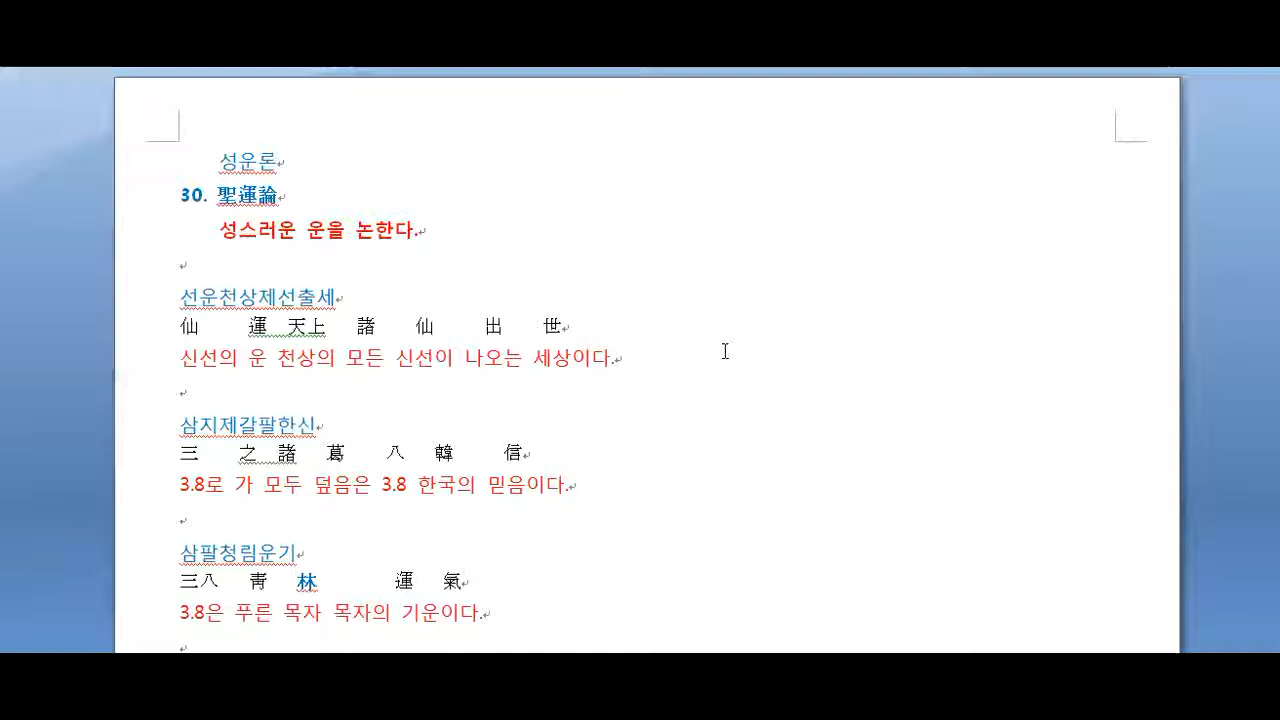 성운론
30. 聖運論
성스러운 운을 논한다.
선운천상제선출세
仙 運 天上 諸 仙 出 世
신선의 운 천상의 모든 신선이 나오는 세상이다.
삼지제갈팔한신
三 之 諸 葛 八 韓 信
3.8로 가 모두 덮음은 3.8 한국의 믿음이다.
삼팔청림운기
三八 靑 林 運 氣
3.8은 푸른 목자 목자의 기운이다.